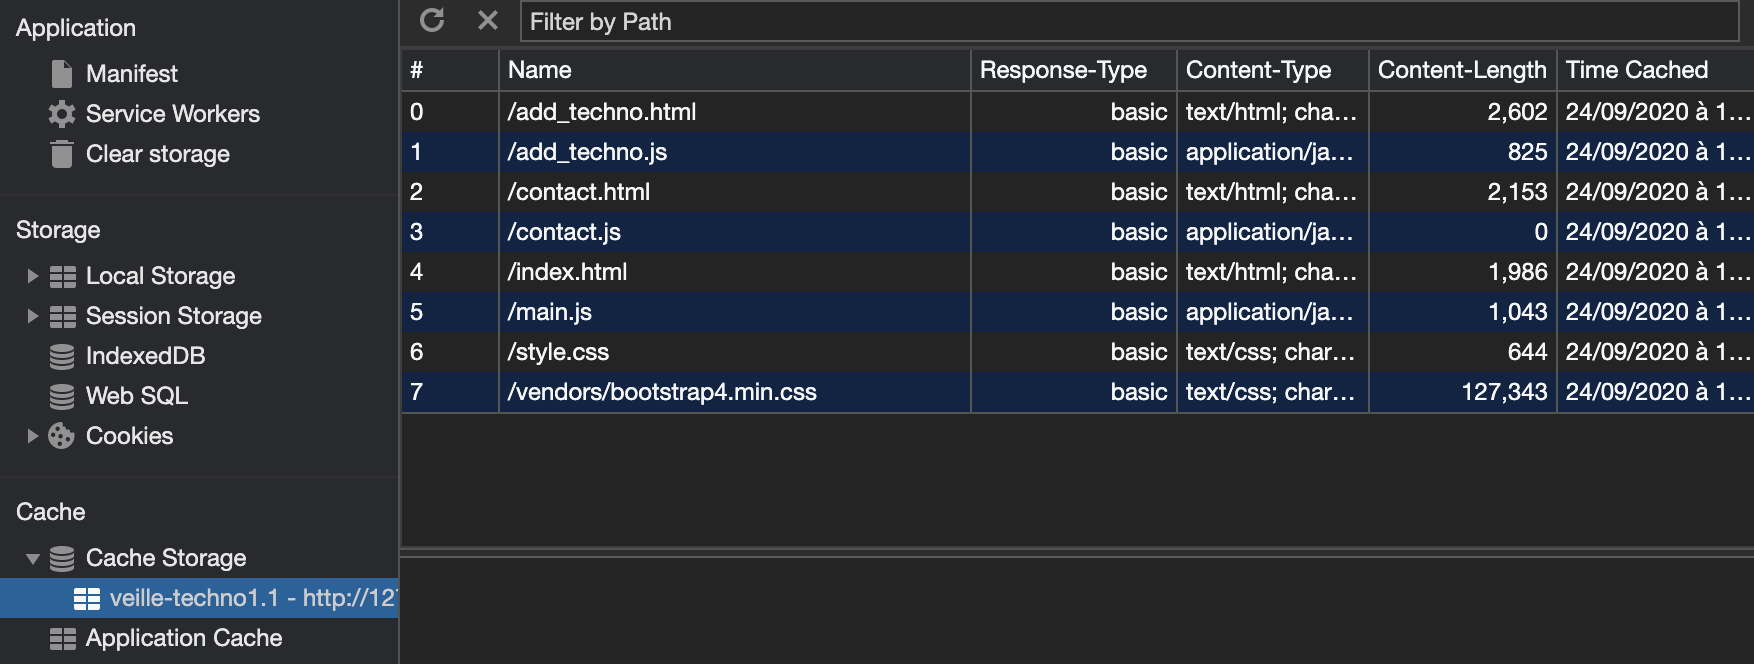 Application
Manifest
Service Workers
Clear storage
Storage
Local Storage
Session Storage
IndexedDB
Web SQL
Cookies
Cache
Cache Storage
veille-techno1.1 - http://127
Application Cache
Filter by Path
# Name Response-Type Content-Type Content-Length Time Cached
0 /add_techno.html basic text/html; cha... 2,602 24/09/2020 à 1...
1 /add_techno.js basic application/ja... 825 24/09/2020 à 1...
2 /contact.html basic text/html; cha... 2,153 24/09/2020 à 1...
3 /contact.js basic application/ja... 0 24/09/2020 à 1...
4 /index.html basic text/html; cha... 1,986 24/09/2020 à 1...
5 /main.js basic application/ja... 1,043 24/09/2020 à 1...
6 /style.css basic text/css; char... 644 24/09/2020 à 1...
7 /vendors/bootstrap4.min.css basic text/css; char... 127,343 24/09/2020 à 1...